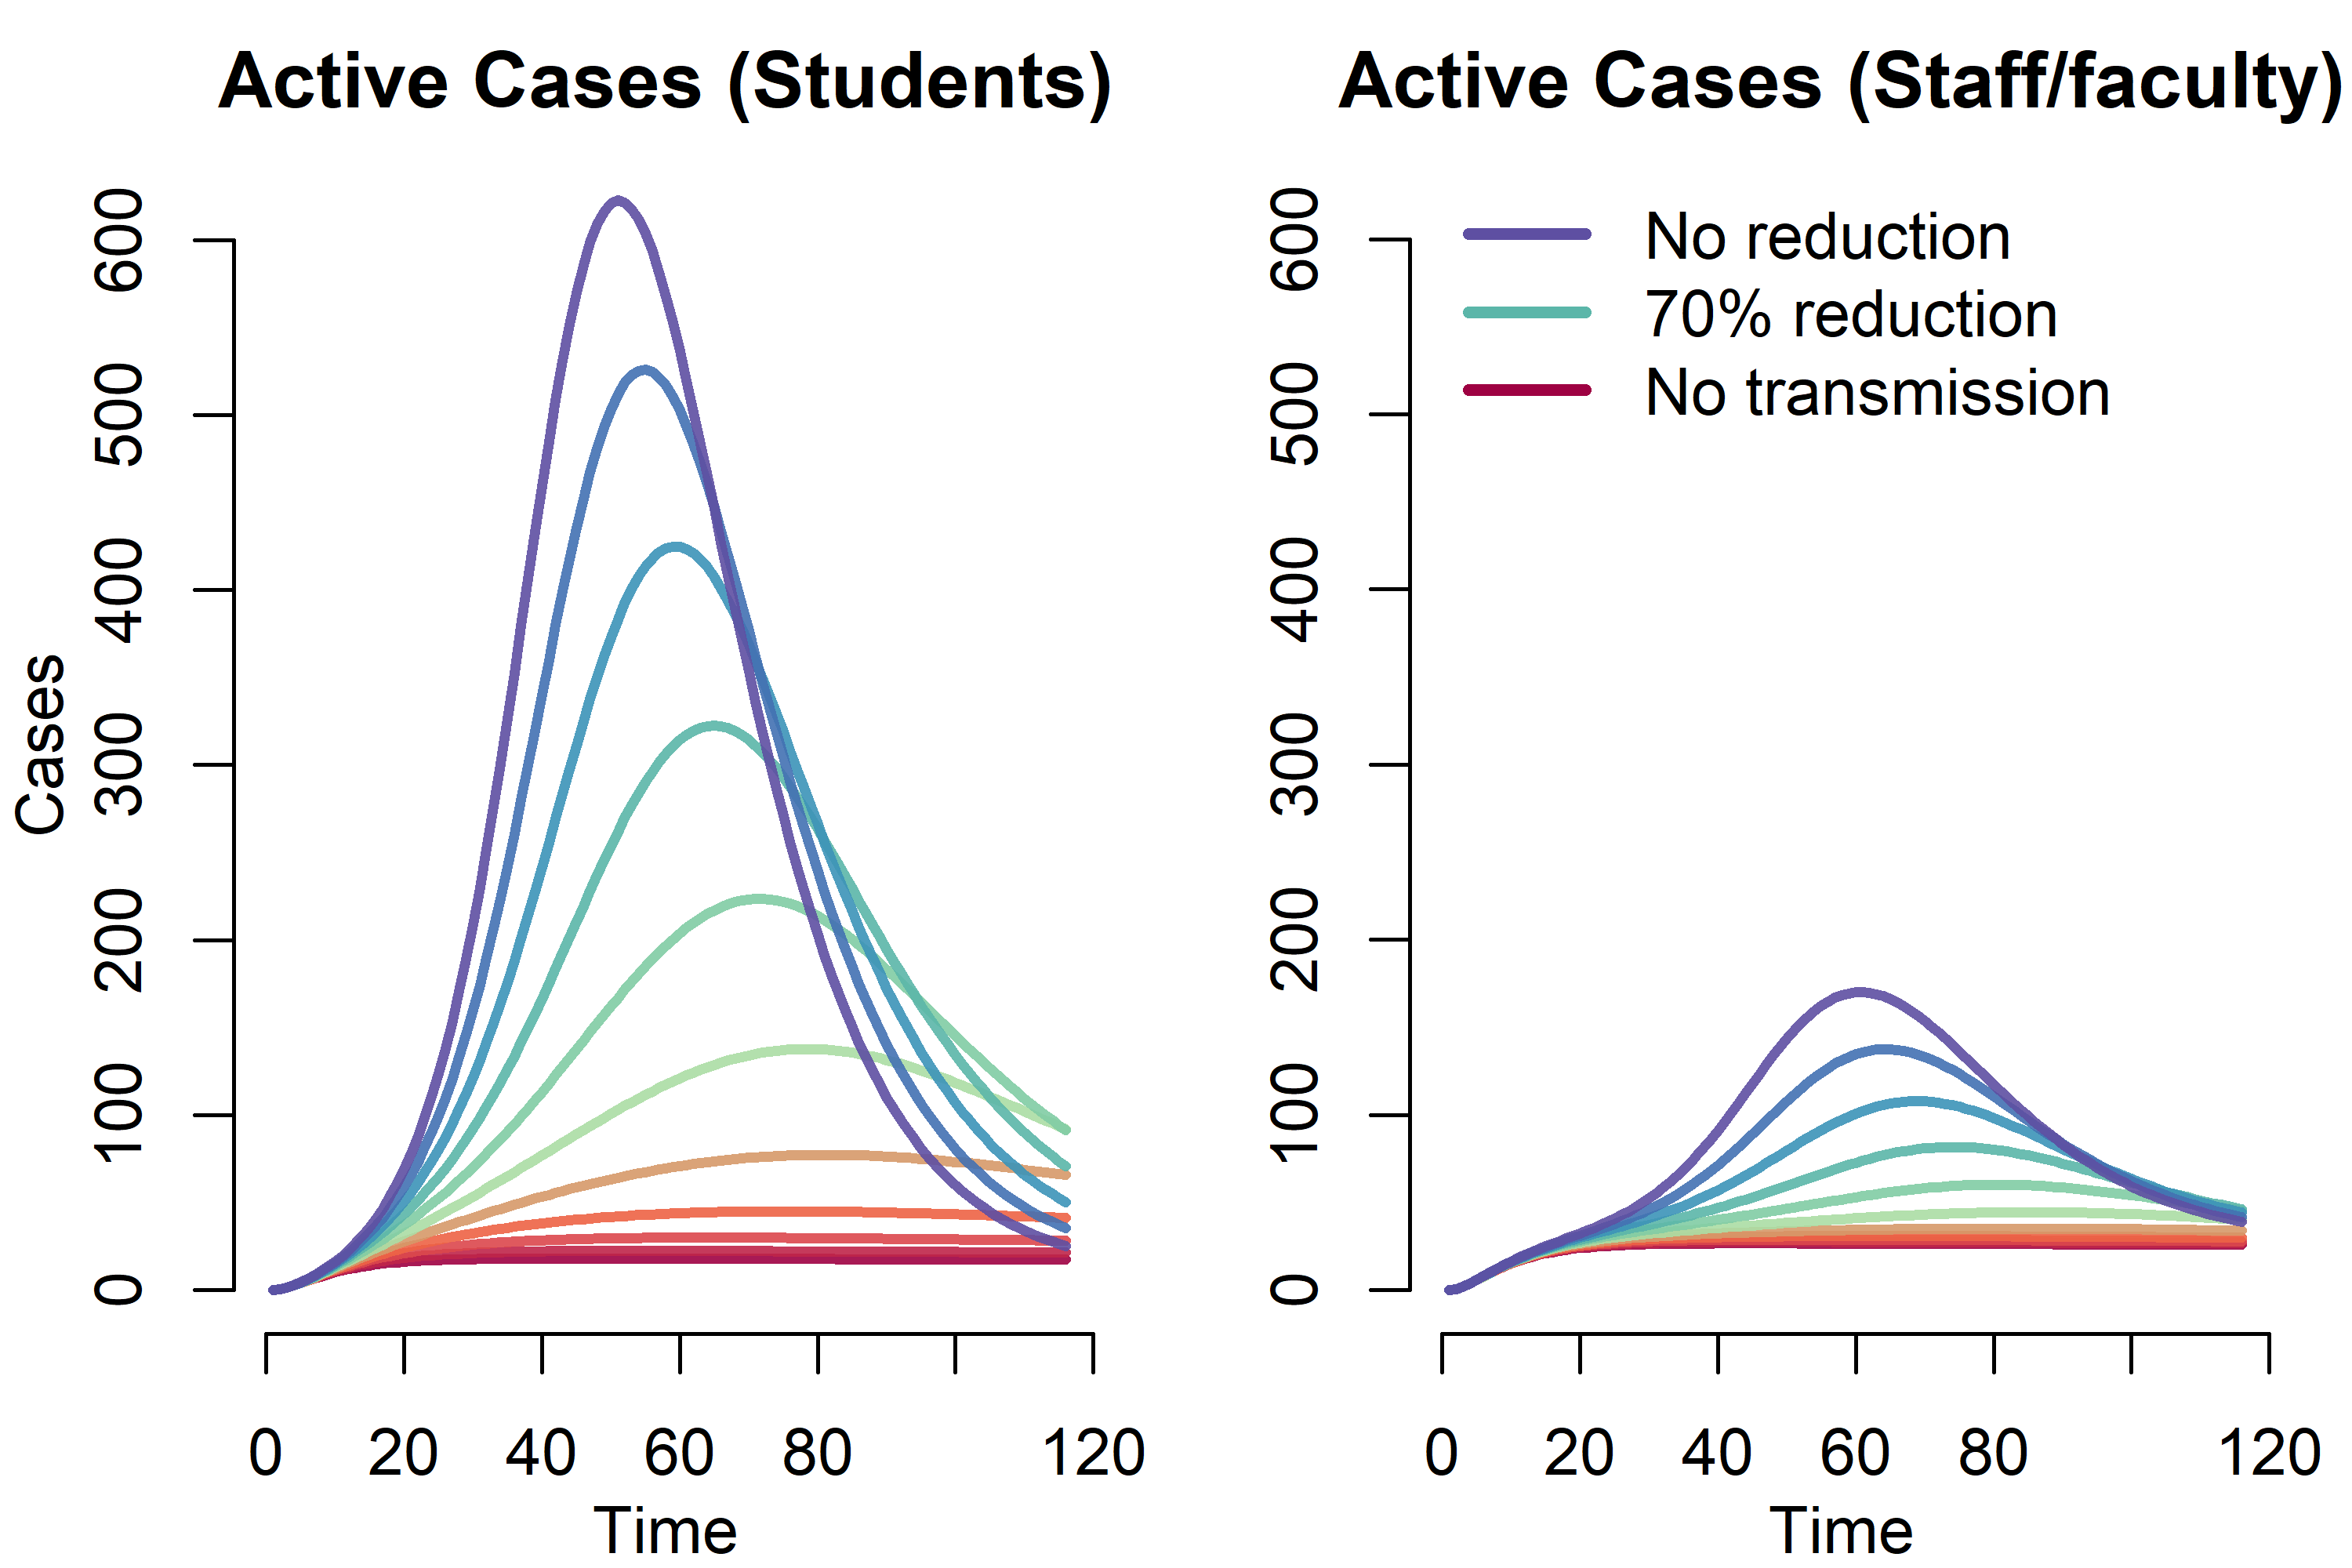 Active Cases (Students)
Cases
600
500
400
300
200
100
0
0 20 40 60 80 120
Time
Active Cases (Staff/faculty)
600
500
400
300
200
100
0
No reduction
70% reduction
No transmission
0 20 40 60 80 120
Time